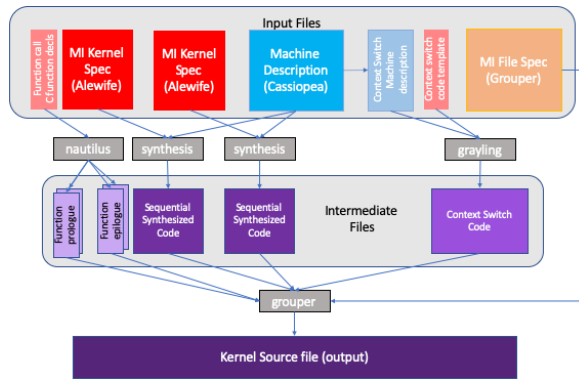 Input Files
Function call
C function decls
MI Kernel
Spec
(Alewife)
MI Kernel
Spec
(Alewife)
Machine
Description
(Cassiopea)
Context Switch
Machine
description
Context switch
code template
MI File Spec
(Grouper)
nautilus
synthesis
synthesis
grayling
Function
prologue
Function
epilogue
Sequential
Synthesized
Code
Sequential
Synthesized
Code
Intermediate
Files
Context Switch
Code
grouper
Kernel Source file (output)